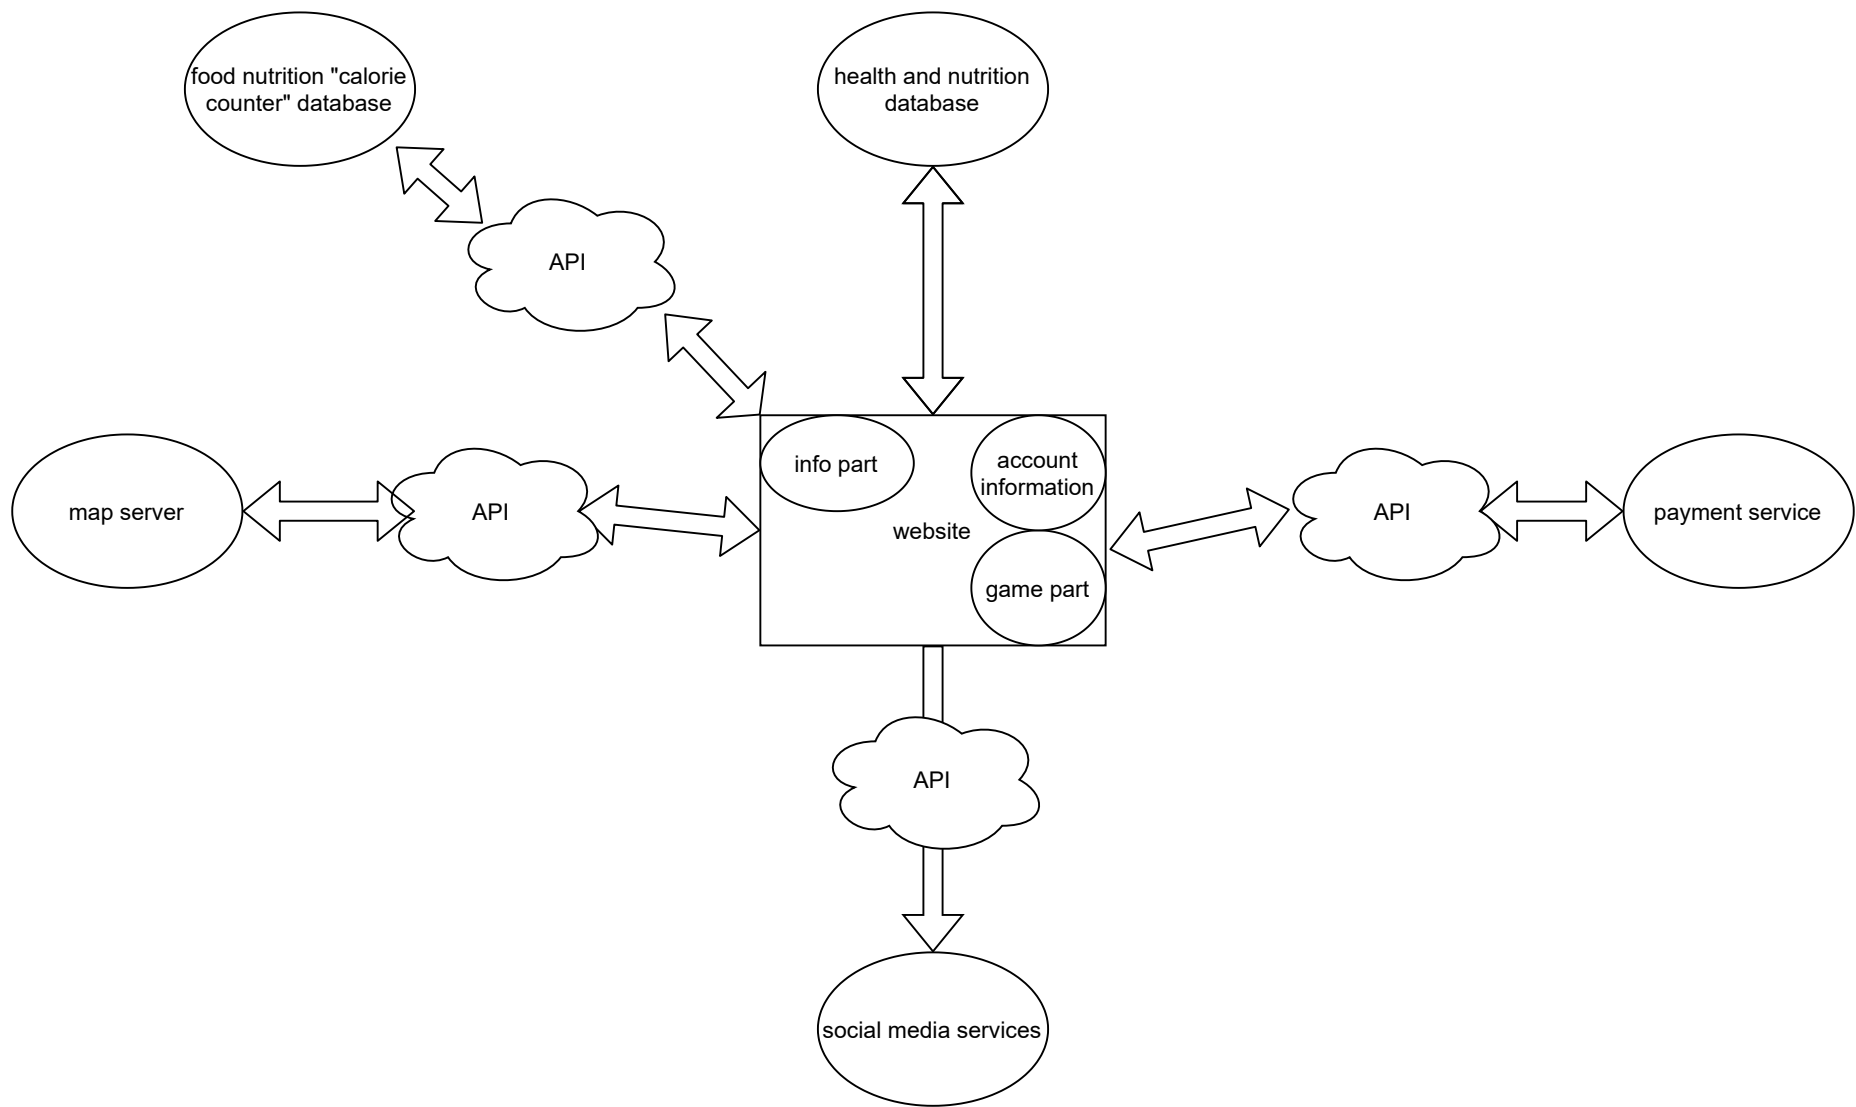 food nutrition "calorie
counter" database
health and nutrition
database
API
map server
API
info part
account
information
website
game part
API
payment service
API
social media services